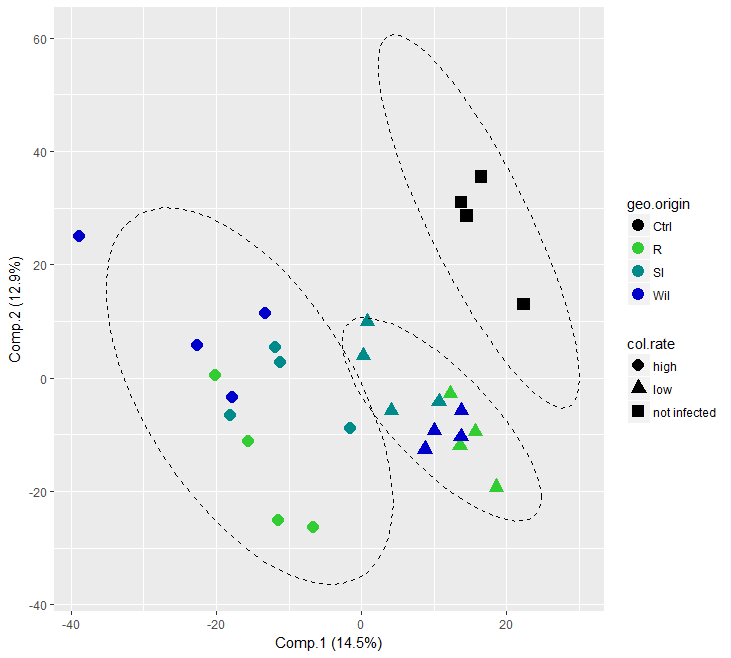 60
40
20
0
-20
-40
-40
-20
0
20
Comp.1 (14.5%)
Comp.2 (12.9%)
geo.origin
Ctrl
R
SI
Wil
col.rate
high
low
not infected